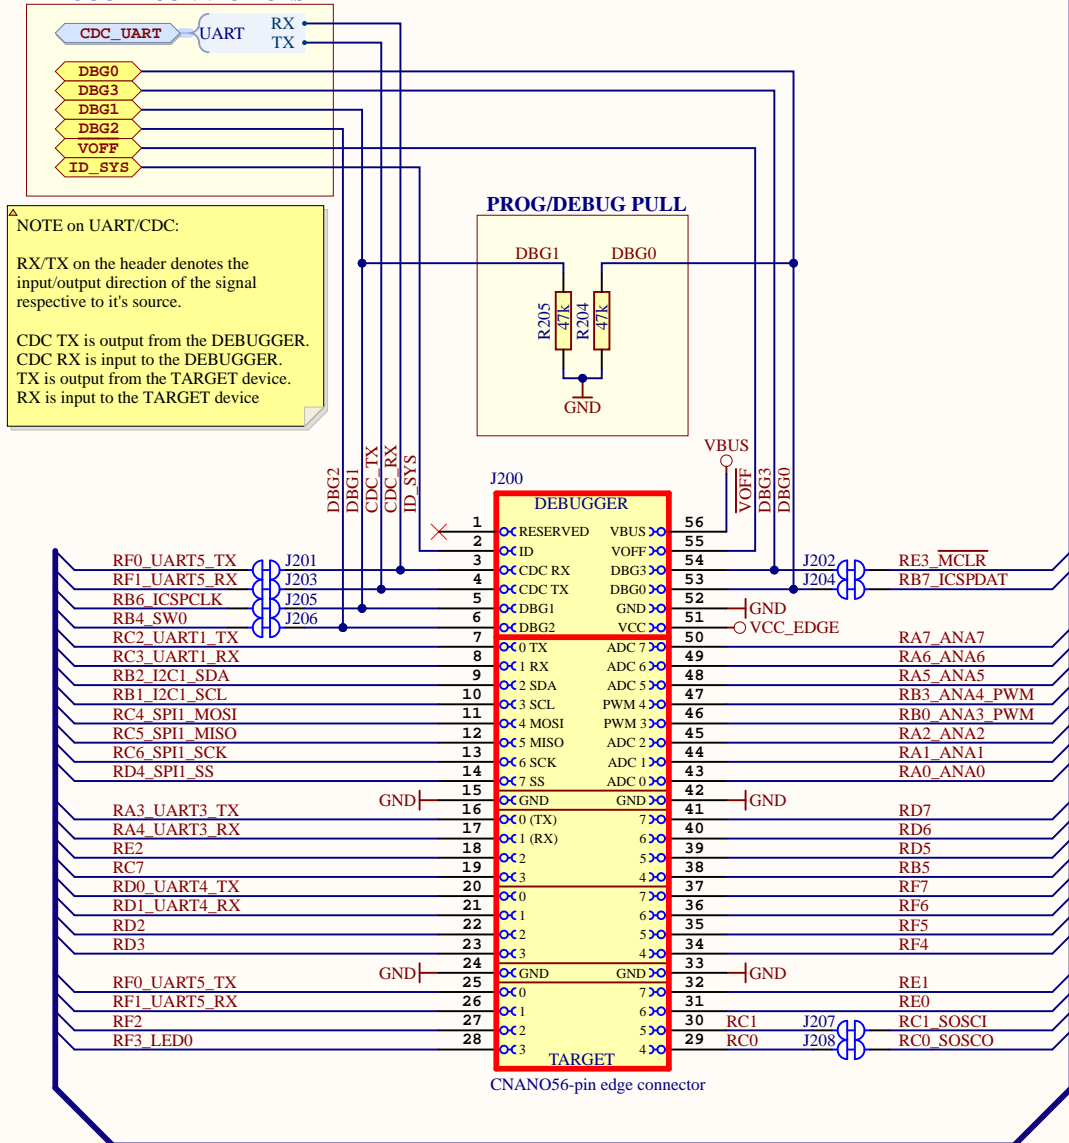 CDC_UART
UART
RX
TX
DBG0
DBG3
DBG1
DBG2
VOFF
ID_SYS
NOTE on UART/CDC:
RX/TX on the header denotes the
input/output direction of the signal
respective to it's source.
CDC TX is output from the DEBUGGER.
CDC RX is input to the DEBUGGER.
TX is output from the TARGET device.
RX is input to the TARGET device
PROG/DEBUG PULL
DBG1 DBG0
R205 47k R204 47k
GND
DBG2
DBG1
CDC_TX
CDC_RX
ID_SYS
VBUS
VOFF
DBG3
DBG0
J200
DEBUGGER
1 RESERVED VBUS 56
2 ID VOFF 55
RF0_UART5_TX J201 3 CDC RX DBG3 54 J202 RE3_MCLR
RF1_UART5_RX J203 4 CDC TX DBG0 53 J204 RB7_ICSPDAT
RB6_ICSPCLK J205 5 DBG1 GND 52 GND
RB4_SW0 J206 6 DBG2 VCC 51 VCC_EDGE
RC2_UART1_TX 7 0 TX ADC 7 50 RA7_ANA7
RC3_UART1_RX 8 1 RX ADC 6 49 RA6_ANA6
RB2_I2C1_SDA 9 2 SDA ADC 5 48 RA5_ANA5
RB1_I2C1_SCL 10 3 SCL PWM 4 47 RB3_ANA4_PWM
RC4_SPI1_MOSI 11 4 MOSI PWM 3 46 RB0_ANA3_PWM
RC5_SPI1_MISO 12 5 MISO ADC 2 45 RA2_ANA2
RC6_SPI1_SCK 13 6 SCK ADC 1 44 RA1_ANA1
RD4_SPI1_SS 14 7 SS ADC 0 43 RA0_ANA0
GND 15 GND GND 42 GND
RA3_UART3_TX 16 0 (TX) 7 41 RD7
RA4_UART3_RX 17 1 (RX) 6 40 RD6
RE2 18 2 5 39 RD5
RC7 19 3 4 38 RB5
RD0_UART4_TX 20 0 7 37 RF7
RD1_UART4_RX 21 1 6 36 RF6
RD2 22 2 5 35 RF5
RD3 23 3 4 34 RF4
GND 24 GND GND 33 GND
RF0_UART5_TX 25 0 7 32 RE1
RF1_UART5_RX 26 1 6 31 RE0
RF2 27 2 5 30 RC1 J207 RC1_SOSCI
RF3_LED0 28 3 4 29 RC0 J208 RC0_SOSCO
TARGET
CNANO56-pin edge connector